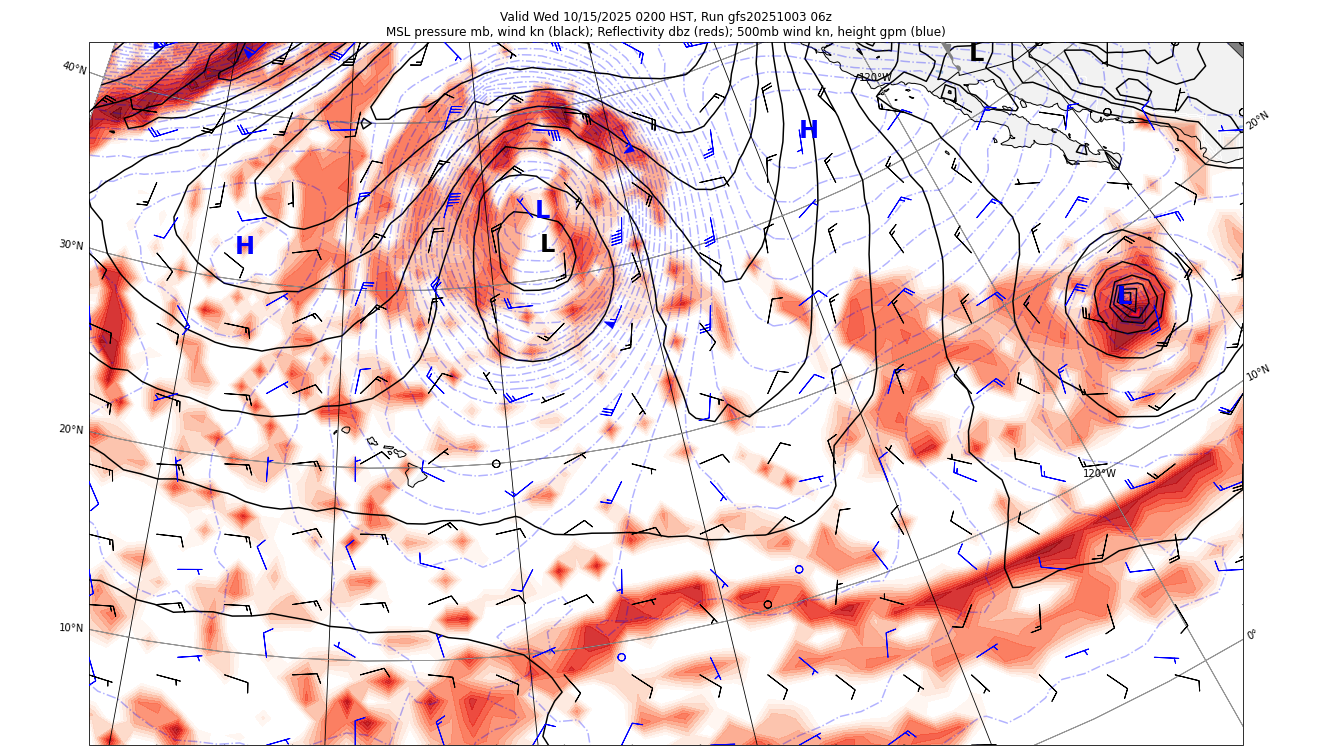 Valid Wed 10/15/2025 0200 HST, Run gfs20251003 06z
MSL pressure mb, wind kn (black); Reflectivity dbz (reds); 500mb wind kn, height gpm (blue)
L
40°N
120°W
20°N
H
L
H
L
30°N
L
10°N
20°N
120°W
10°N
0°